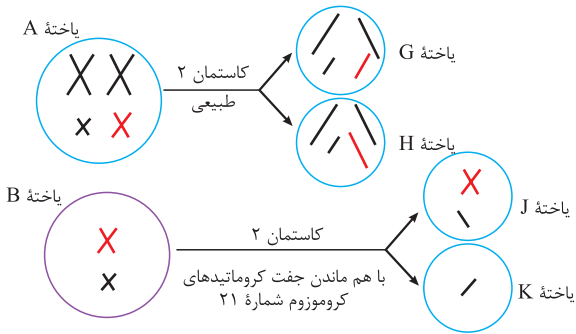 یاختهٔ A
کاستمان ۲
طبیعی
یاختهٔ G
یاختهٔ H
یاختهٔ B
کاستمان ۲
با هم ماندن جفت کروماتیدهای
کروموزوم شمارهٔ ۲۱
یاختهٔ J
یاختهٔ K